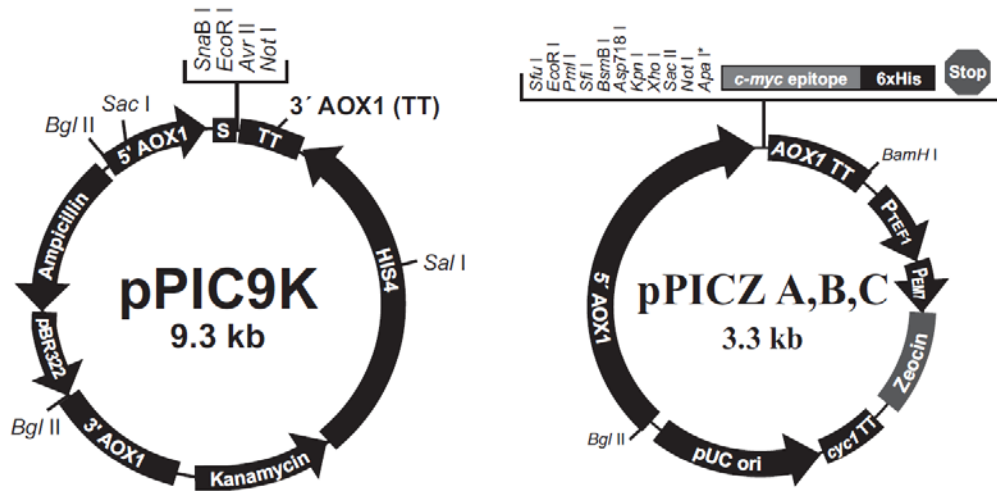 SnaB I
EcoR I
Avr II
Not I
3´ AOX1 (TT)
Sac I
Bgl II
5´ AOX1
S
TT
Ampicillin
HIS4
Sal I
pPIC9K
9.3 kb
pBR322
Bgl II
3´ AOX1
Kanamycin
Sfu I
EcoR I
Pml I
Sfi I
BsmB I
Asp718 I
Kpn I
Xho I
Sac II
Not I
Apa I*
c-myc epitope
6xHis
Stop
AOX1 TT
BamH I
PTEF1
PEM7
5´ AOX1
pPICZ A,B,C
3.3 kb
Zeocin
Bgl II
pUC ori
cyc1 TT